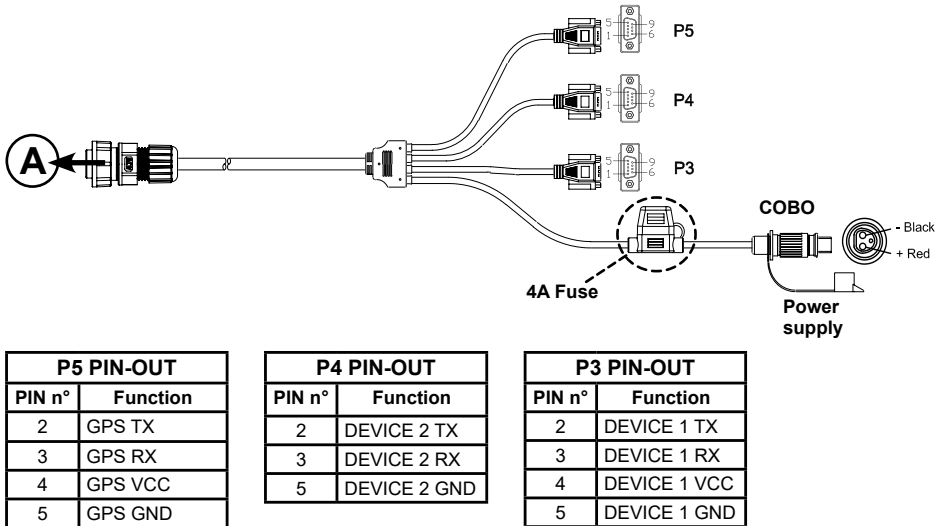 5 9
1 6
P5
5 9
1 6
P4
A
5 9
1 6
P3
COBO
- Black
+ Red
4A Fuse
Power
supply
P5 PIN-OUT
PIN n° Function
2 GPS TX
3 GPS RX
4 GPS VCC
5 GPS GND
P4 PIN-OUT
PIN n° Function
2 DEVICE 2 TX
3 DEVICE 2 RX
5 DEVICE 2 GND
P3 PIN-OUT
PIN n° Function
2 DEVICE 1 TX
3 DEVICE 1 RX
4 DEVICE 1 VCC
5 DEVICE 1 GND